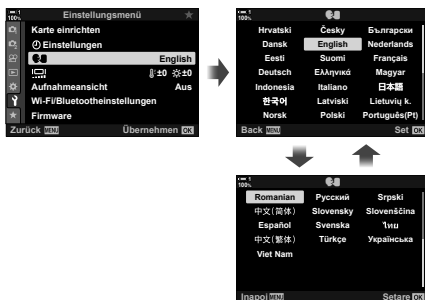 1
100%
Einstellungsmenü
Karte einrichten
Einstellungen
English
±0 ±0
Aufnahmeansicht Aus
Wi-Fi/Bluetootheinstellungen
Firmware
Zurück MENU Übernehmen OK
1
100%
Hrvatski Česky Български
Dansk English Nederlands
Eesti Suomi Français
Deutsch Ελληνικά Magyar
Indonesia Italiano 日本語
한국어 Latviski Lietuvių k.
Norsk Polski Português(Pt)
Back MENU Set OK
1
100%
Romanian Русский Srpski
中文(简体) Slovensky Slovenščina
Español Svenska ไทย
中文(繁体) Türkçe Українська
Viet Nam
Inapoi MENU Setare OK